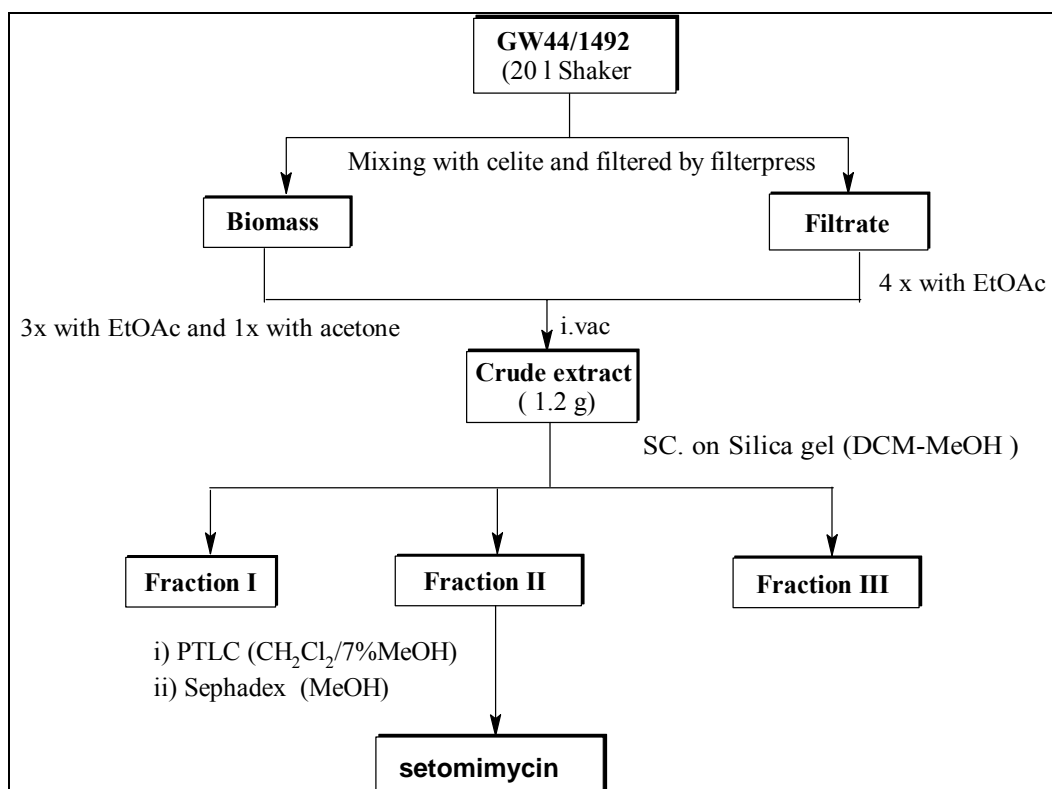 GW44/1492
(20 l Shaker
Mixing with celite and filtered by filterpress
Biomass
Filtrate
4 x with EtOAc
3x with EtOAc and 1x with acetone
i.vac
Crude extract
( 1.2 g)
SC. on Silica gel (DCM-MeOH )
Fraction I
Fraction II
Fraction III
i) PTLC (CH₂Cl₂/7%MeOH)
ii) Sephadex (MeOH)
setomimycin